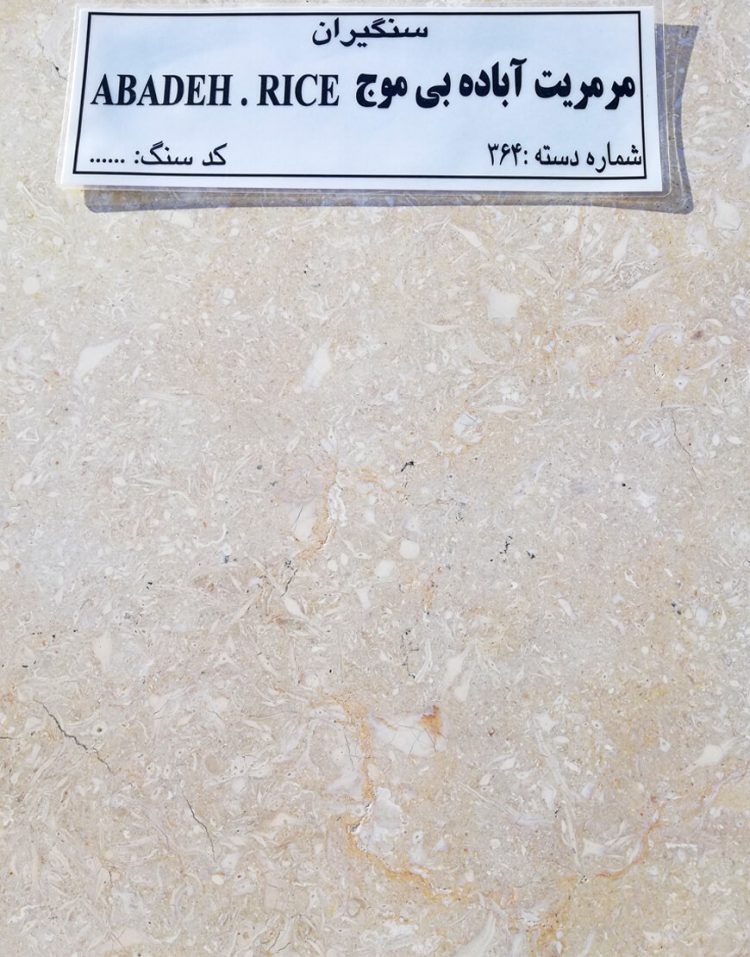 سنگیران
مرمریت آباده بی موج ABADEH . RICE
شماره دسته :۳۶۴ کد سنگ: ......